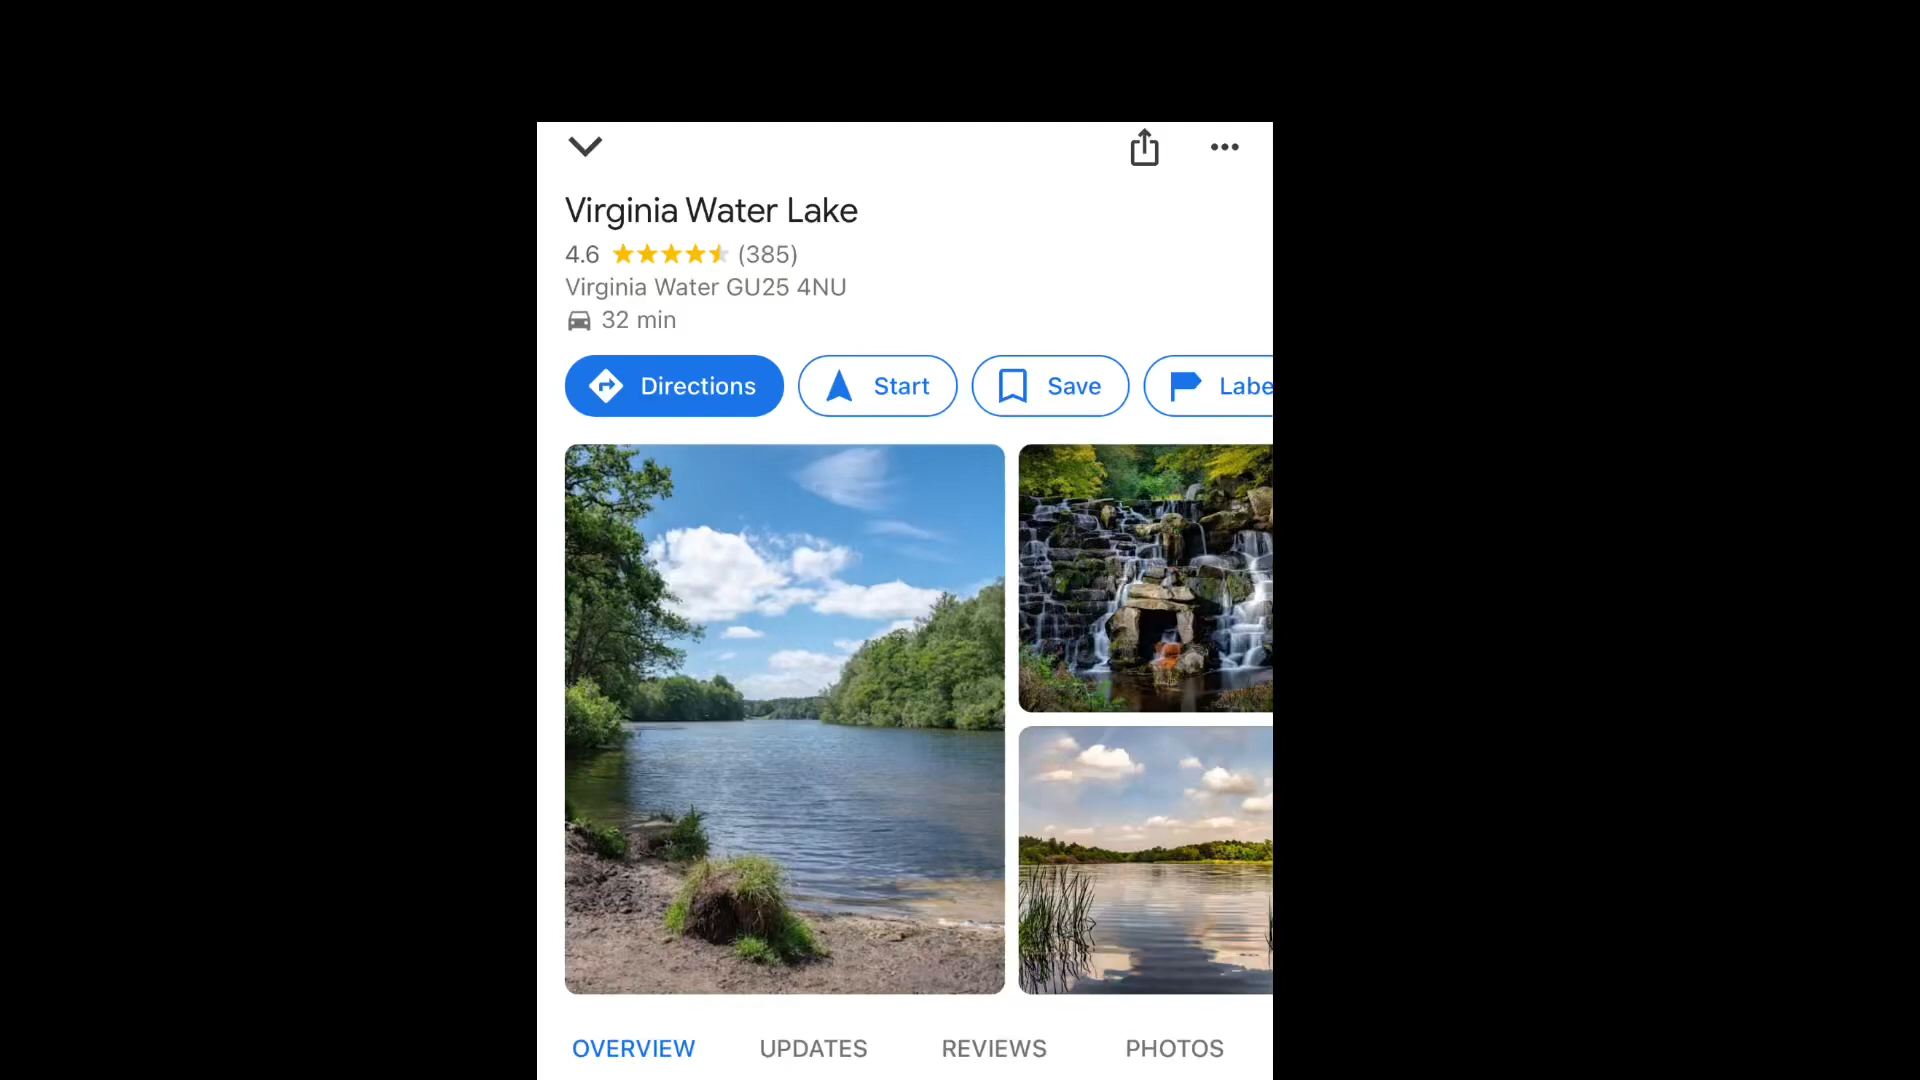 Virginia Water Lake
4.6 (385)
Virginia Water GU25 4NU
32 min
Directions Start Save Labe
OVERVIEW UPDATES REVIEWS PHOTOS